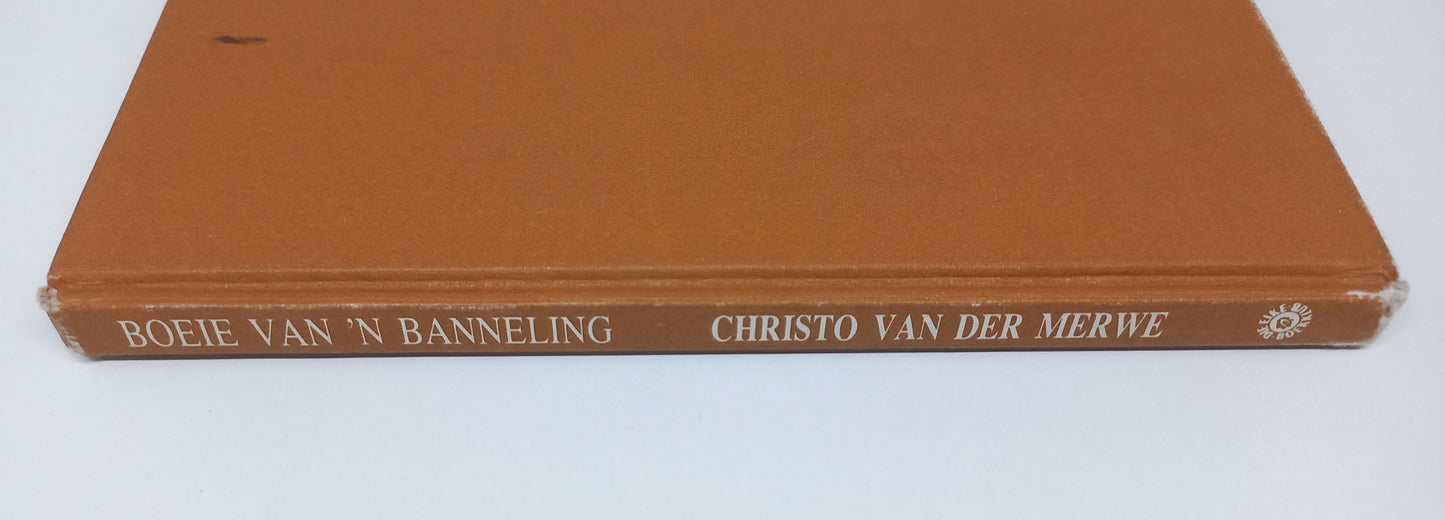 BOEIE VAN 'N BANNELING CHRISTO VAN DER MERWE